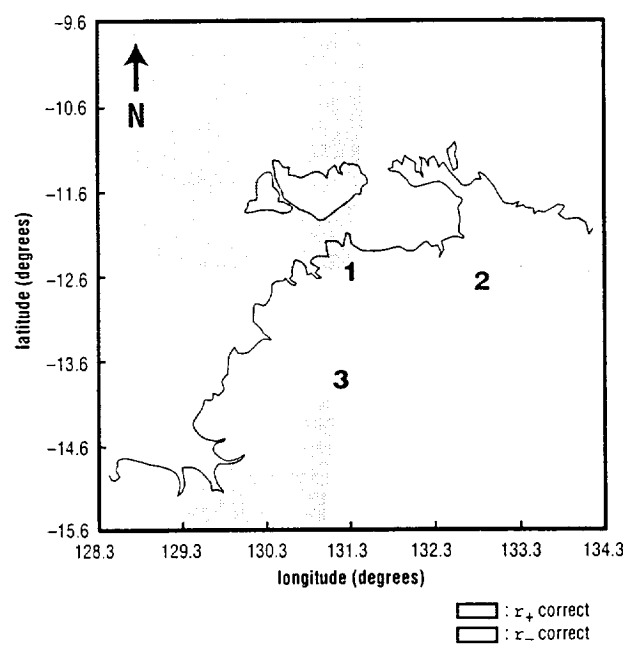 −9.6
N
−10.6
−11.6
1
2
−12.6
3
−13.6
−14.6
−15.6
latitude (degrees)
128.3 129.3 130.3 131.3 132.3 133.3 134.3
longitude (degrees)
: r+ correct
: r− correct